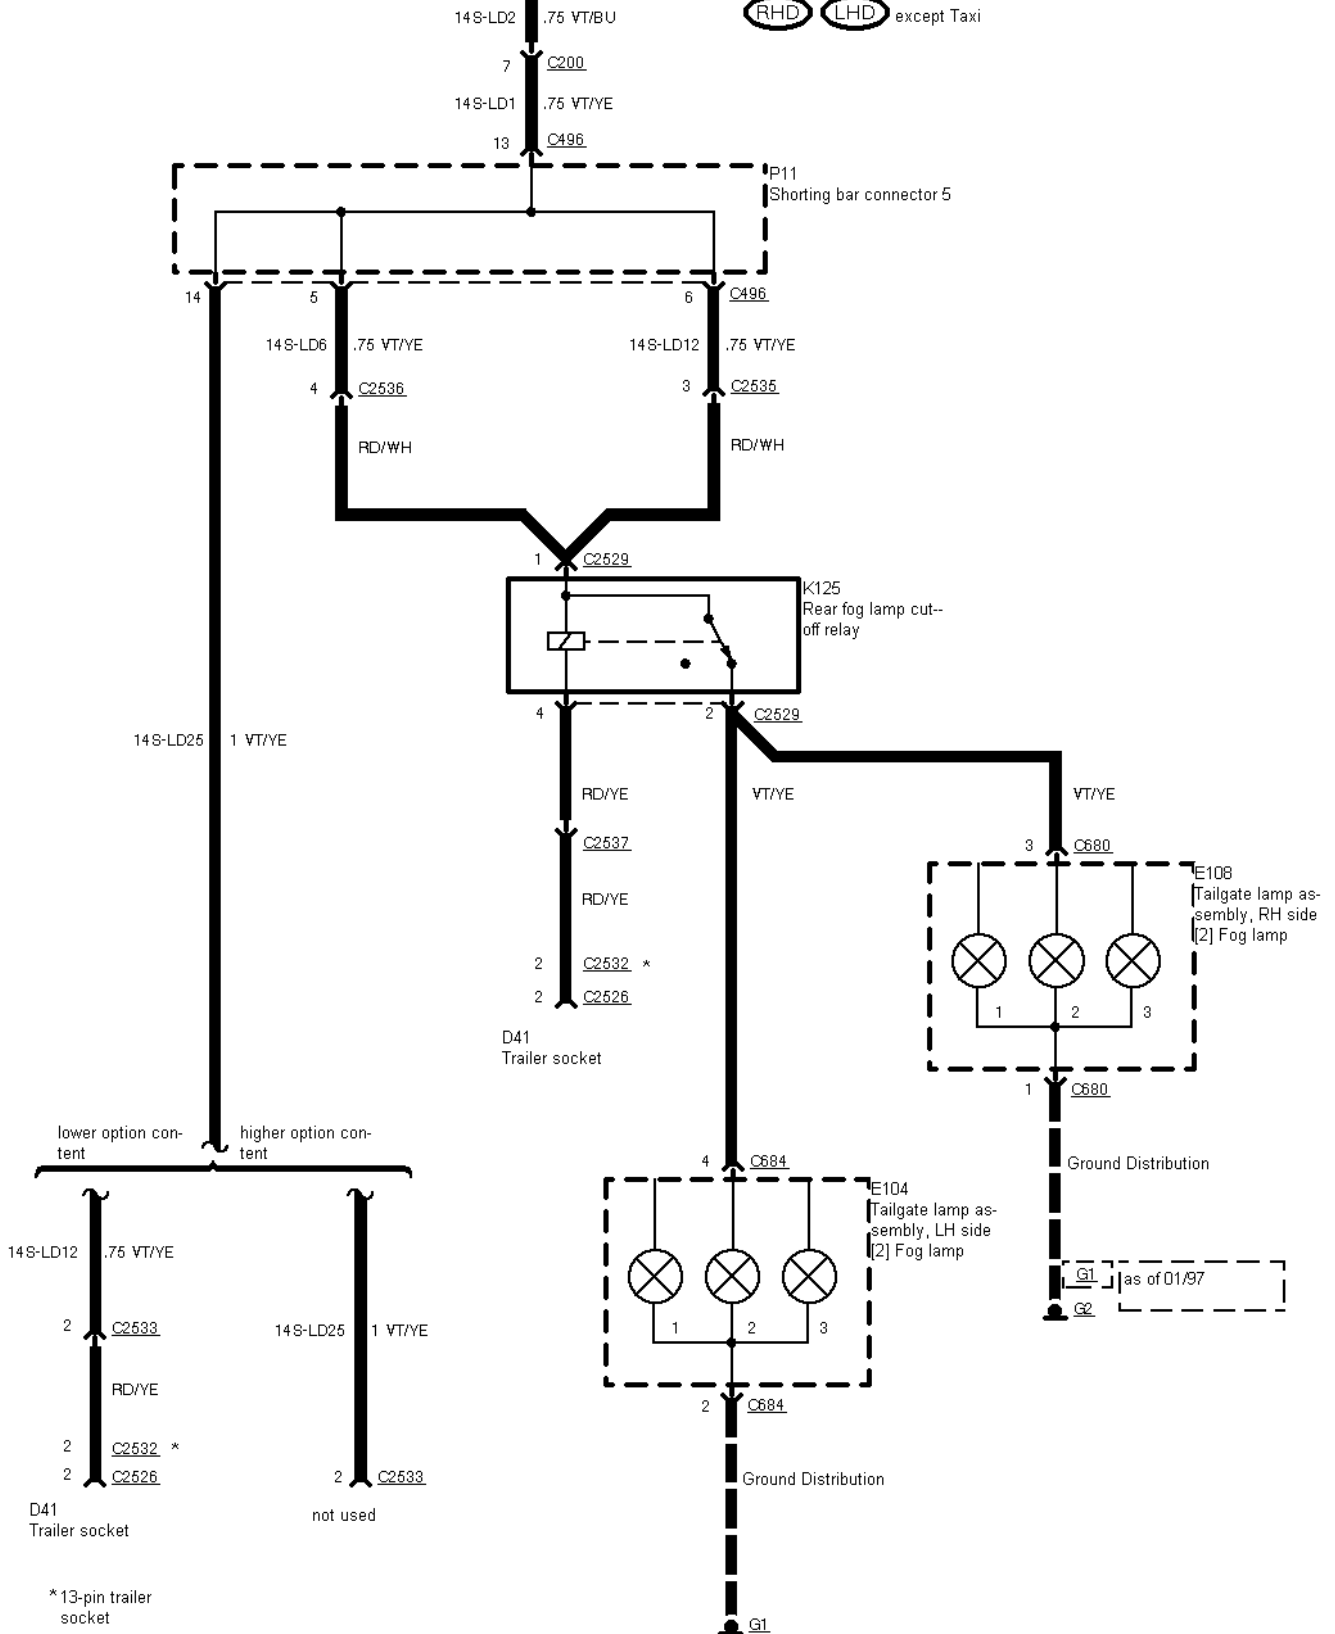 14S-LD2 .75 VT/BU
RHD LHD except Taxi
7 C200
14S-LD1 .75 VT/YE
13 C496
P11
Shorting bar connector 5
14 5 6 C496
14S-LD6 .75 VT/YE 14S-LD12 .75 VT/YE
4 C2536 3 C2535
RD/WH RD/WH
1 C2529
K125
Rear fog lamp cut--
off relay
4 2 C2529
14S-LD25 1 VT/YE
RD/YE VT/YE VT/YE
C2537
3 C680
E108
Tailgate lamp as-
sembly, RH side
[2] Fog lamp
RD/YE
2 C2532 *
2 C2526
1 2 3
D41
Trailer socket
1 C680
lower option con-
tent
higher option con-
tent
Ground Distribution
4 C684
E104
Tailgate lamp as-
sembly, LH side
[2] Fog lamp
14S-LD12 .75 VT/YE
G1 as of 01/97
G2
2 C2533
14S-LD25 1 VT/YE
1 2 3
RD/YE
2 C684
2 C2532 *
2 C2526
2 C2533
Ground Distribution
D41
Trailer socket
not used
* 13-pin trailer
socket
G1